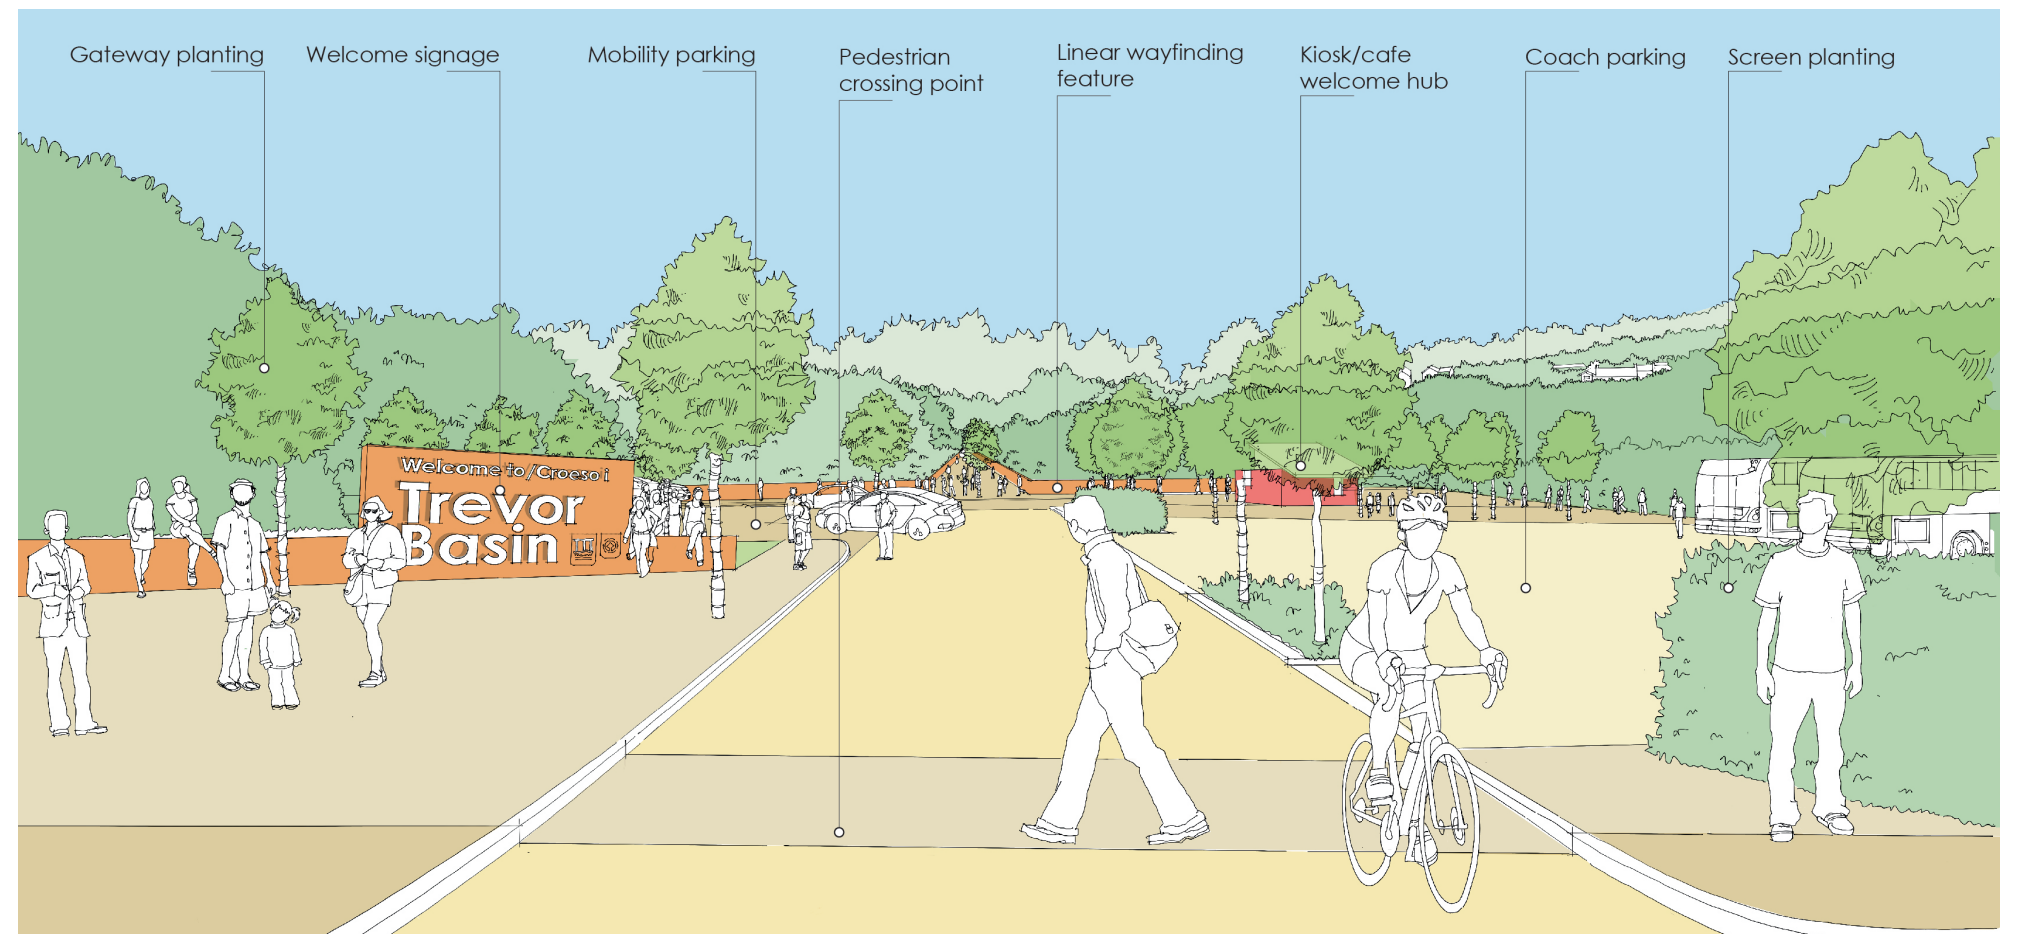 Gateway planting
Welcome signage
Mobility parking
Pedestrian
crossing point
Linear wayfinding
feature
Kiosk/cafe
welcome hub
Coach parking
Screen planting
Welcome to/Croeso i
Trevor
Basin